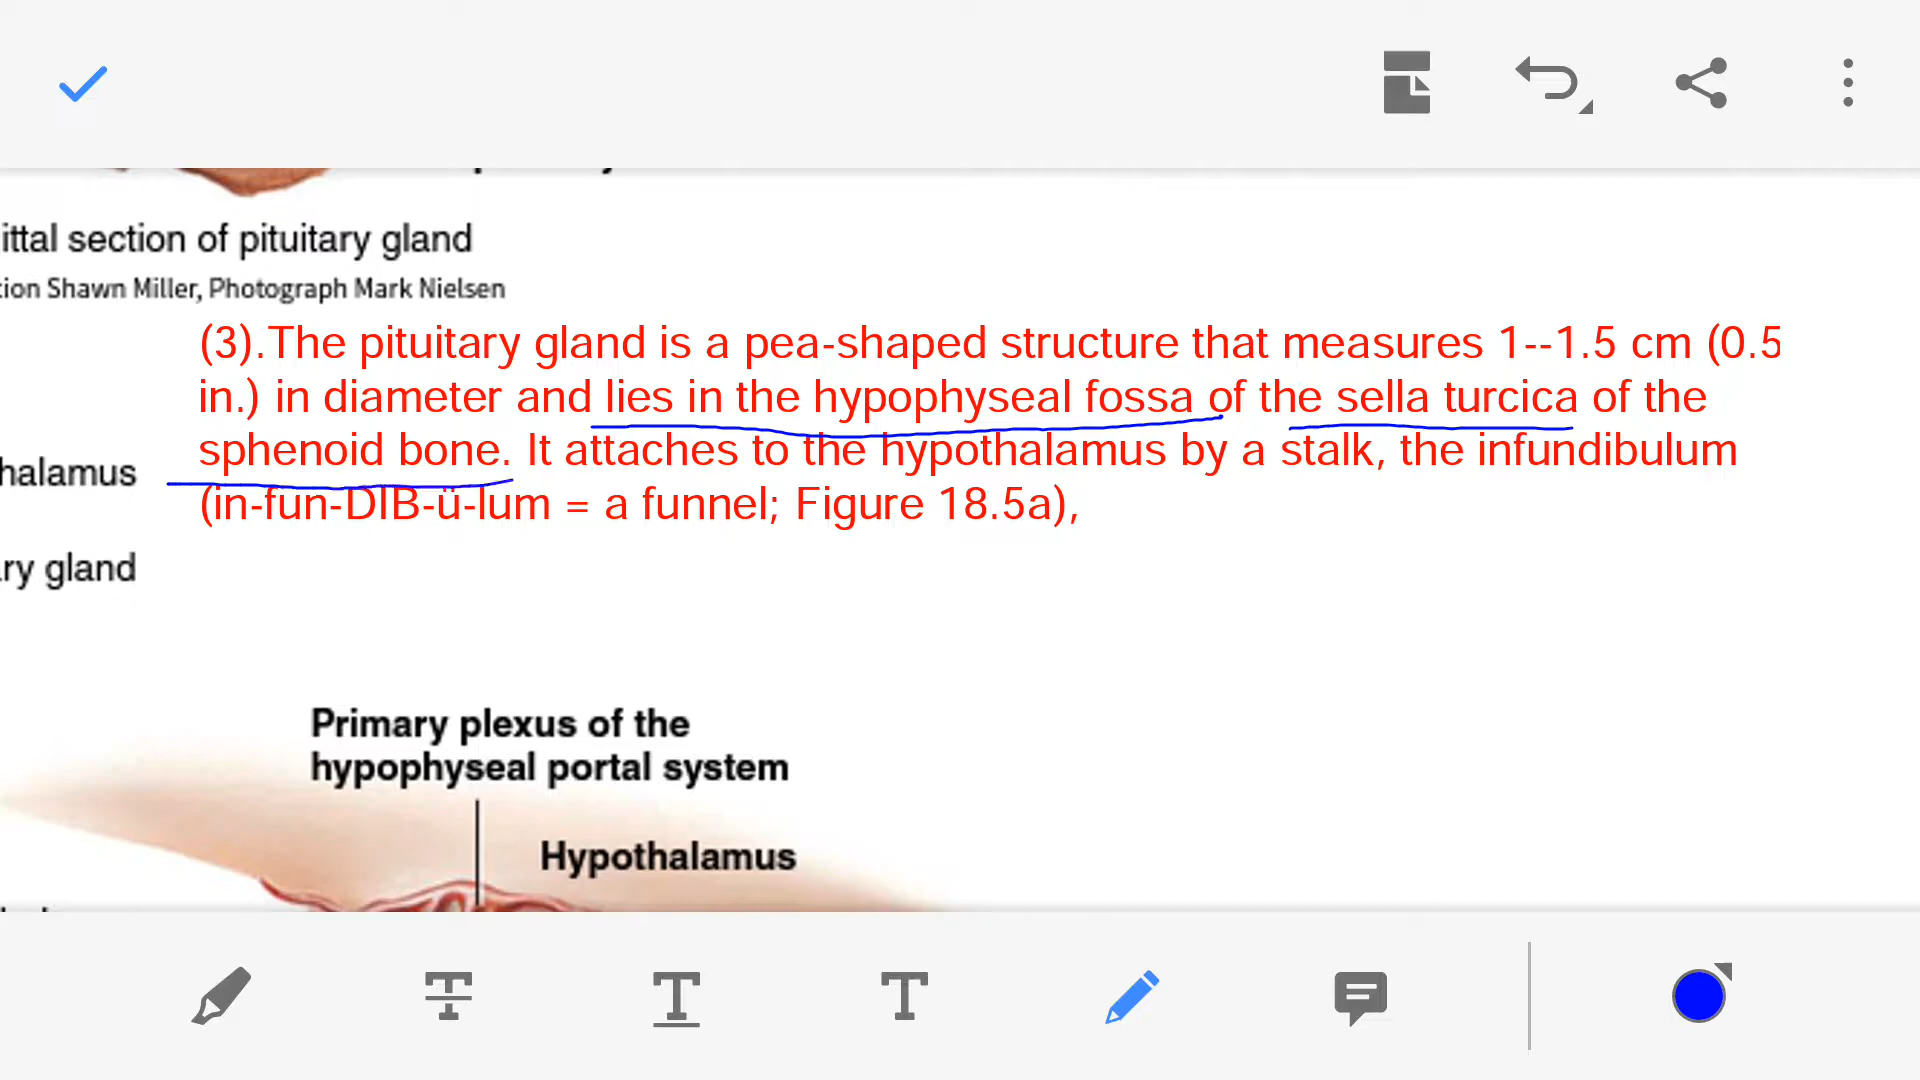 ittal section of pituitary gland
tion Shawn Miller, Photograph Mark Nielsen
(3).The pituitary gland is a pea-shaped structure that measures 1--1.5 cm (0.5
in.) in diameter and lies in the hypophyseal fossa of the sella turcica of the
sphenoid bone. It attaches to the hypothalamus by a stalk, the infundibulum
(in-fun-DIB-ü-lum = a funnel; Figure 18.5a),
halamus
ry gland
Primary plexus of the
hypophyseal portal system
Hypothalamus